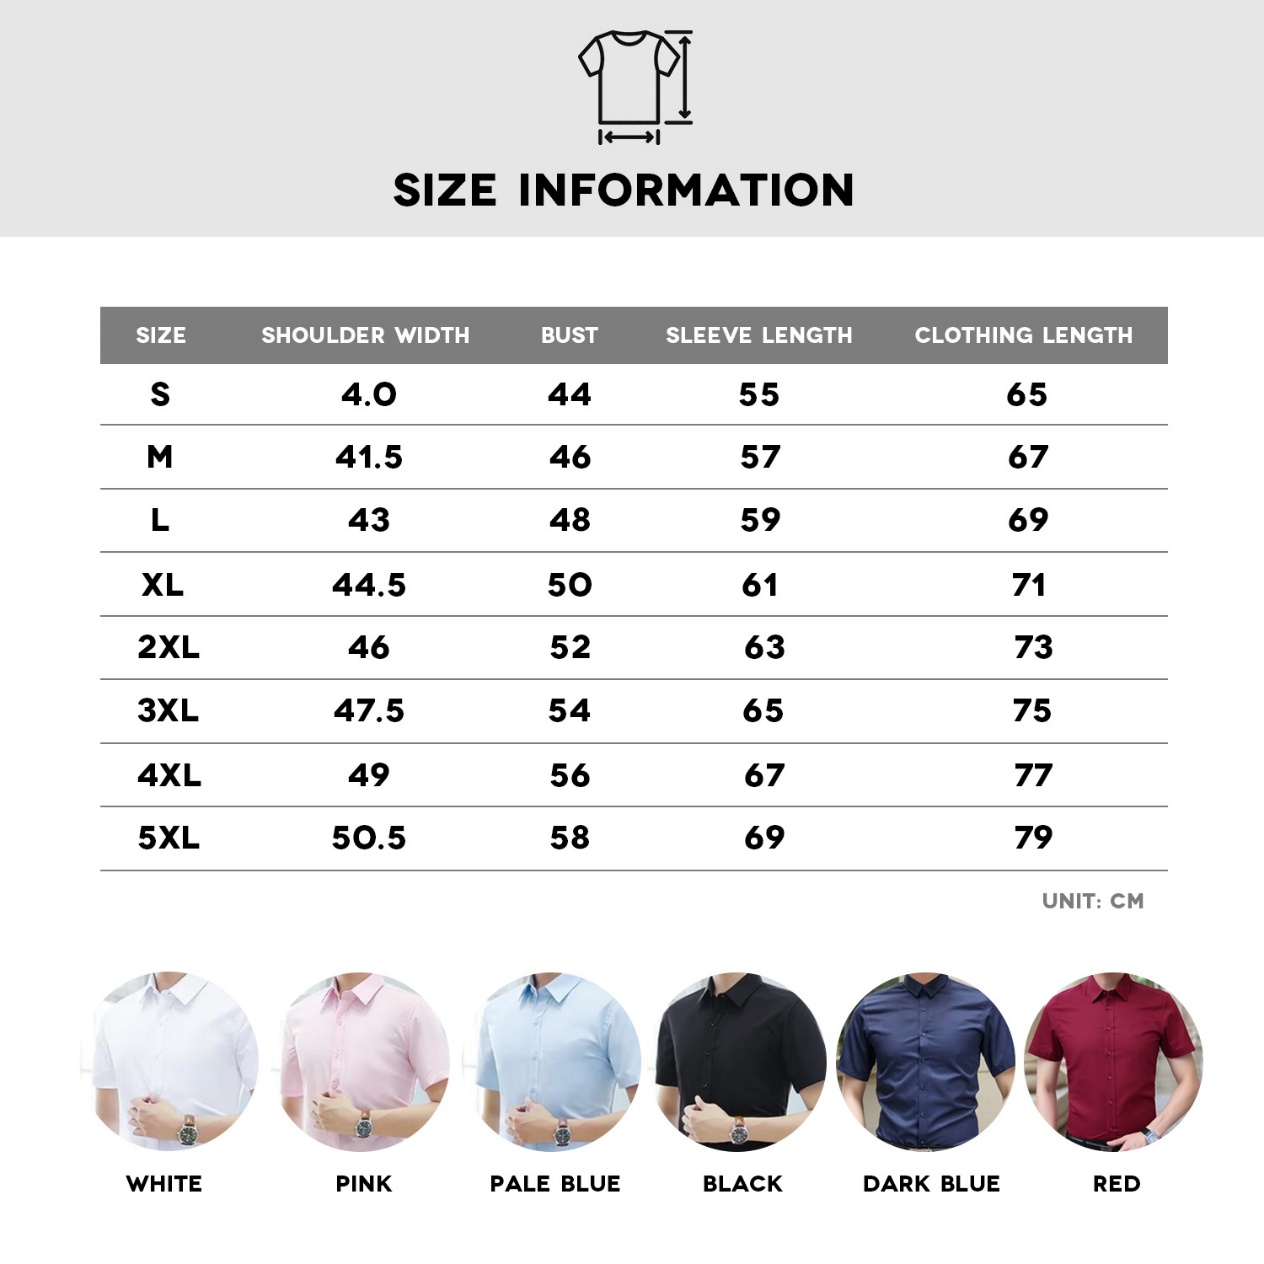 SIZE INFORMATION
SIZE SHOULDER WIDTH BUST SLEEVE LENGTH CLOTHING LENGTH
S 4.0 44 55 65
M 41.5 46 57 67
L 43 48 59 69
XL 44.5 50 61 71
2XL 46 52 63 73
3XL 47.5 54 65 75
4XL 49 56 67 77
5XL 50.5 58 69 79
UNIT: CM
WHITE PINK PALE BLUE BLACK DARK BLUE RED